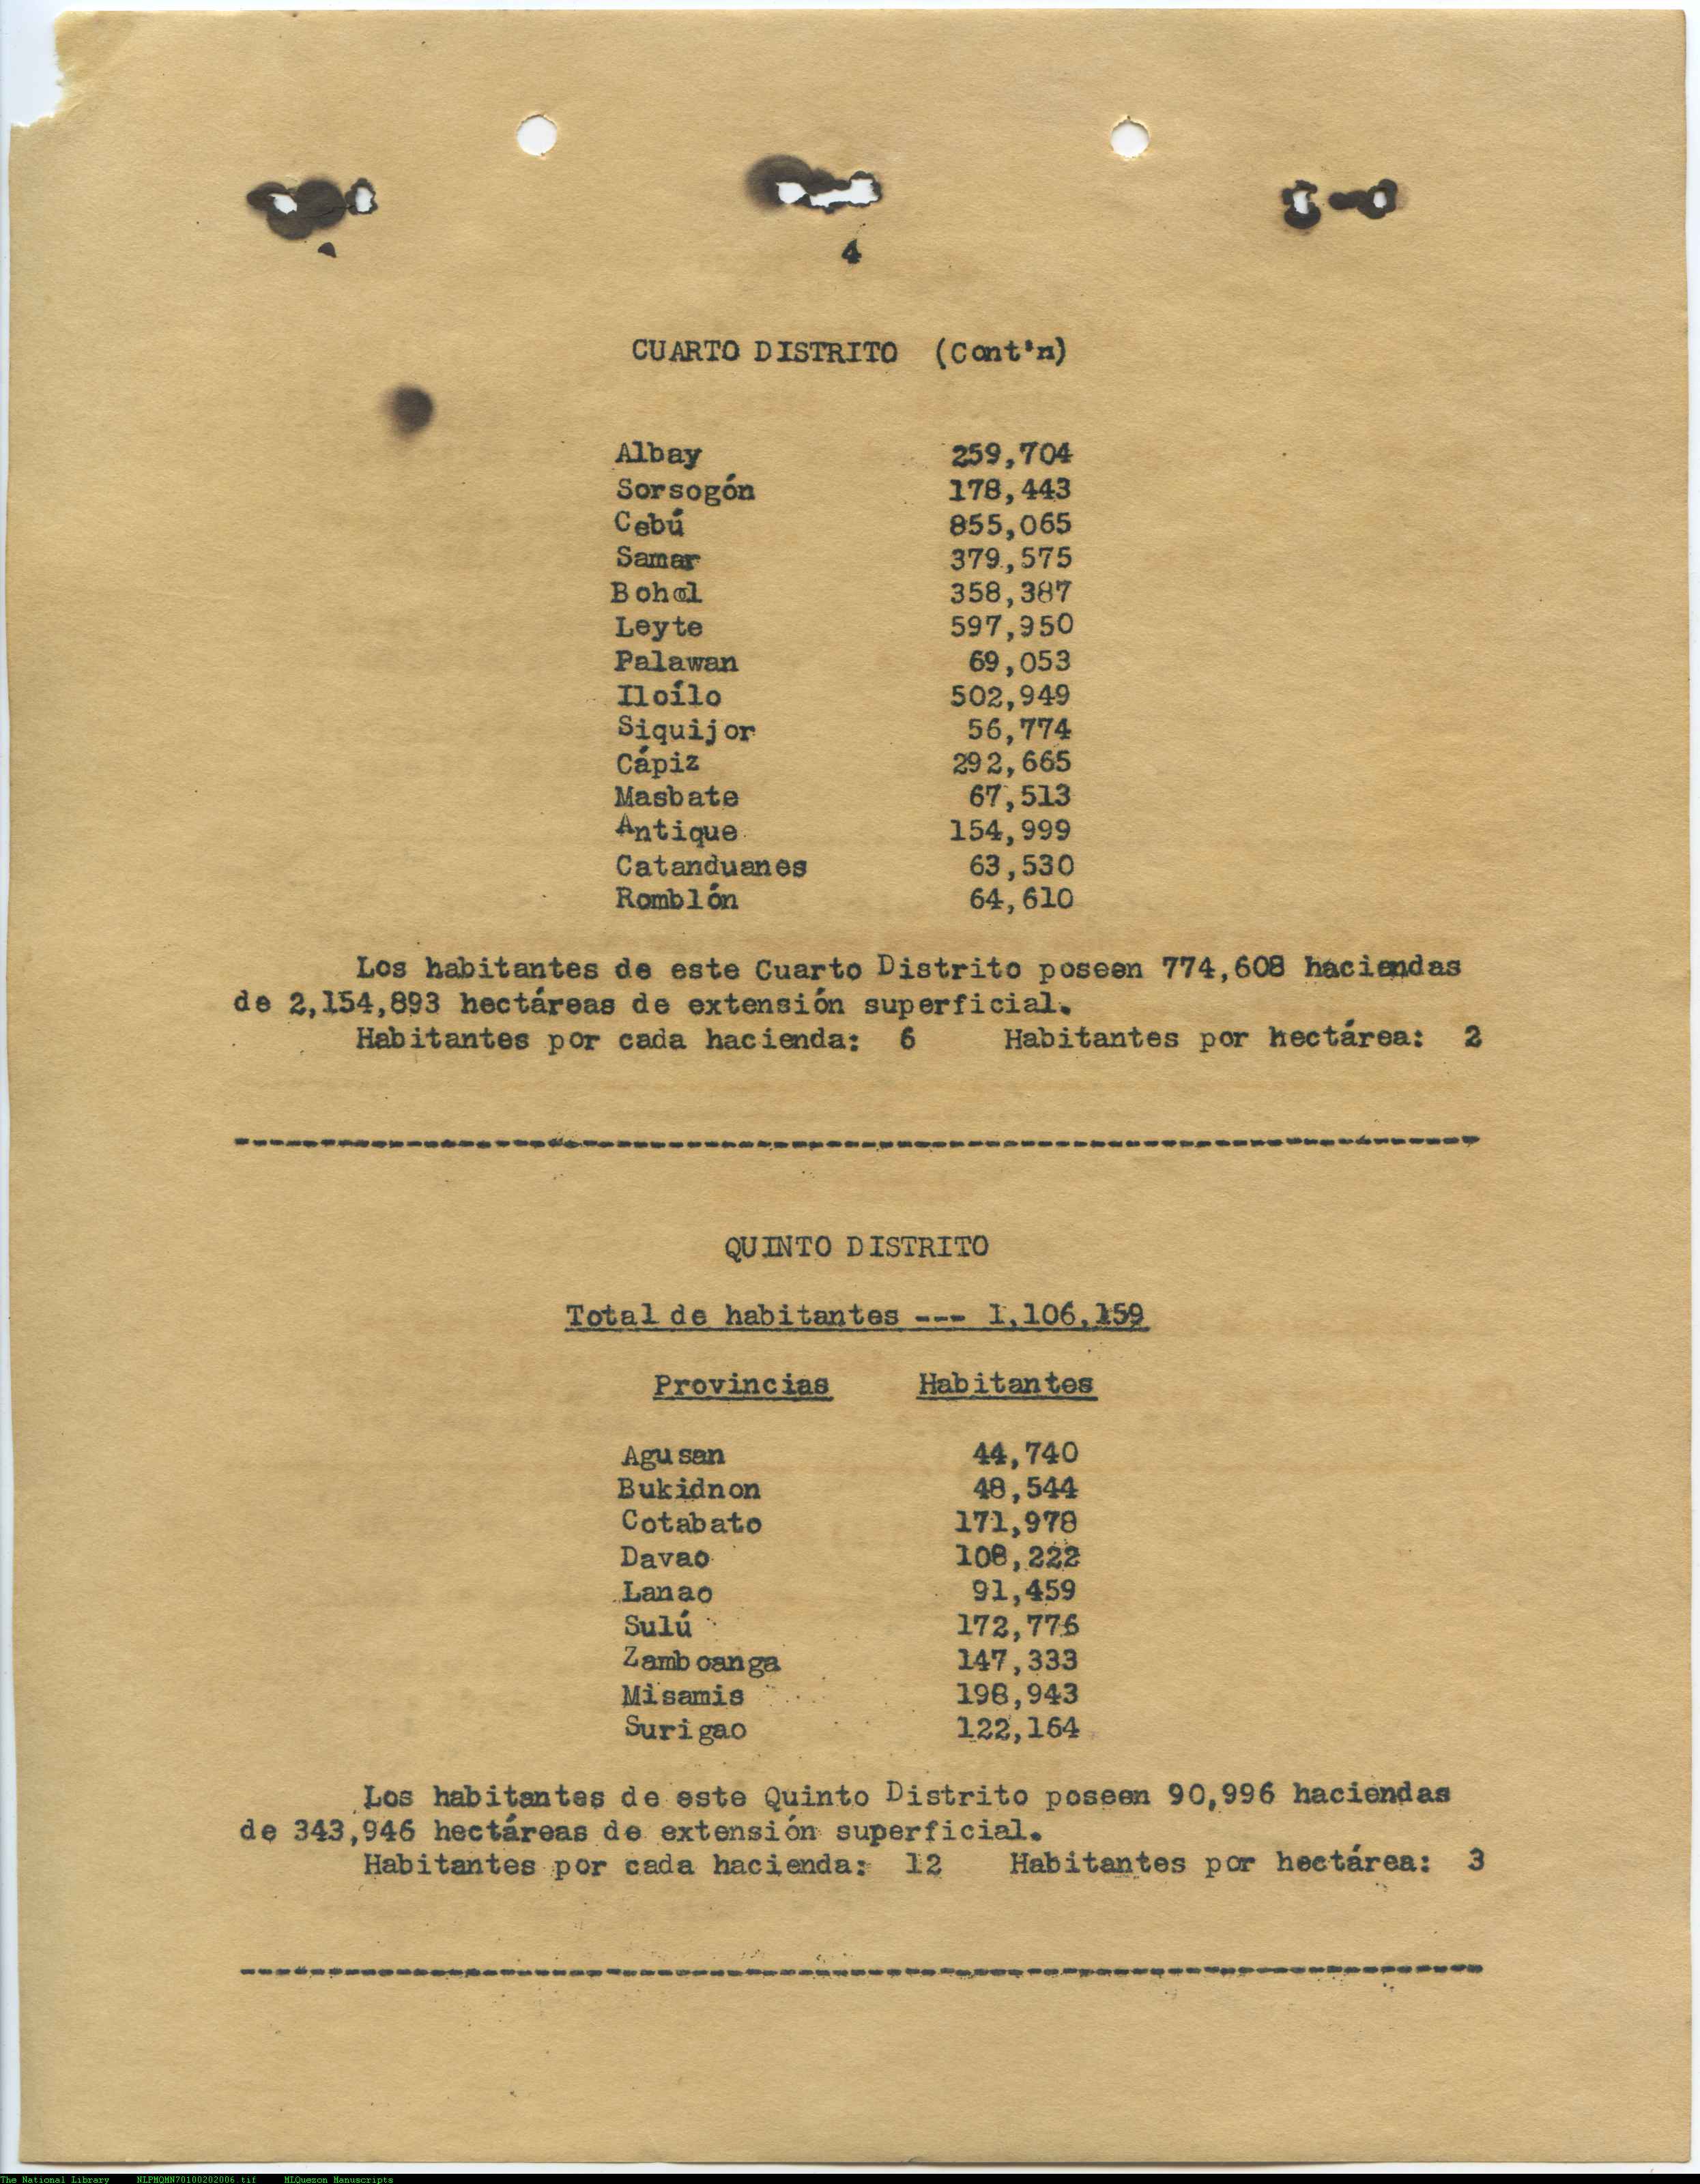 4
CUARTO DISTRITO (Cont'n)
Albay 259,704
Sorsogón 178,443
Cebú 855,065
Samar 379,575
Bohol 358,387
Leyte 597,950
Palawan 69,053
Iloílo 502,949
Siquijor 56,774
Cápiz 292,665
Masbate 67,513
Antique 154,999
Catanduanes 63,530
Romblón 64,610
Los habitantes de este Cuarto Distrito poseen 774,608 haciendas
de 2,154,893 hectáreas de extensión superficial.
Habitantes por cada hacienda: 6 Habitantes por hectárea: 2
QUINTO DISTRITO
Total de habitantes --- 1,106,159
Provincias Habitantes
Agusan 44,740
Bukidnon 48,544
Cotabato 171,978
Davao 108,222
Lanao 91,459
Sulú 172,776
Zamboanga 147,333
Misamis 198,943
Surigao 122,164
Los habitantes de este Quinto Distrito poseen 90,996 haciendas
de 343,946 hectáreas de extensión superficial.
Habitantes por cada hacienda: 12 Habitantes por hectárea: 3
The National Library NLPMQMN70100202006.tif MLQuezon Manuscripts